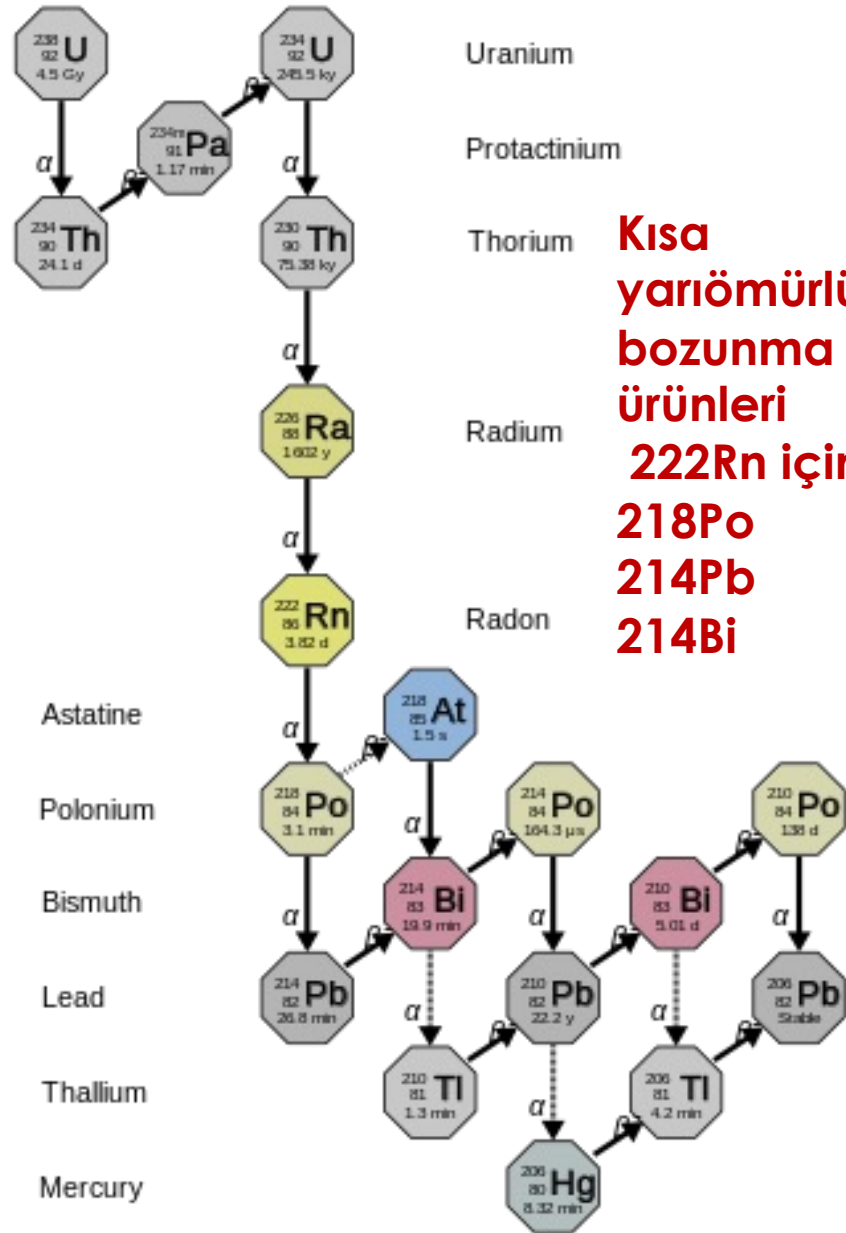 238
92 U
4.5 Gy
234
92 U
245.5 ky
Uranium
β-
234m
91 Pa
1.17 min
Protactinium
α
β-
α
234
90 Th
24.1 d
230
90 Th
75.38 ky
Thorium
Kısa
yarıömürlü
bozunma
ürünleri
222Rn için
218Po
214Pb
214Bi
α
226
88 Ra
1602 y
Radium
α
222
86 Rn
3.82 d
Radon
Astatine
α
β-
218
85 At
1.5 s
Polonium
218
84 Po
3.1 min
α
214
84 Po
164.3 µs
210
84 Po
138 d
β-
β-
Bismuth
α
214
83 Bi
19.9 min
α
210
83 Bi
5.01 d
α
β-
β-
Lead
214
82 Pb
26.8 min
α
210
82 Pb
22.2 y
α
206
82 Pb
Stable
β-
β-
Thallium
210
81 Tl
1.3 min
α
206
81 Tl
4.2 min
β-
Mercury
206
80 Hg
8.32 min